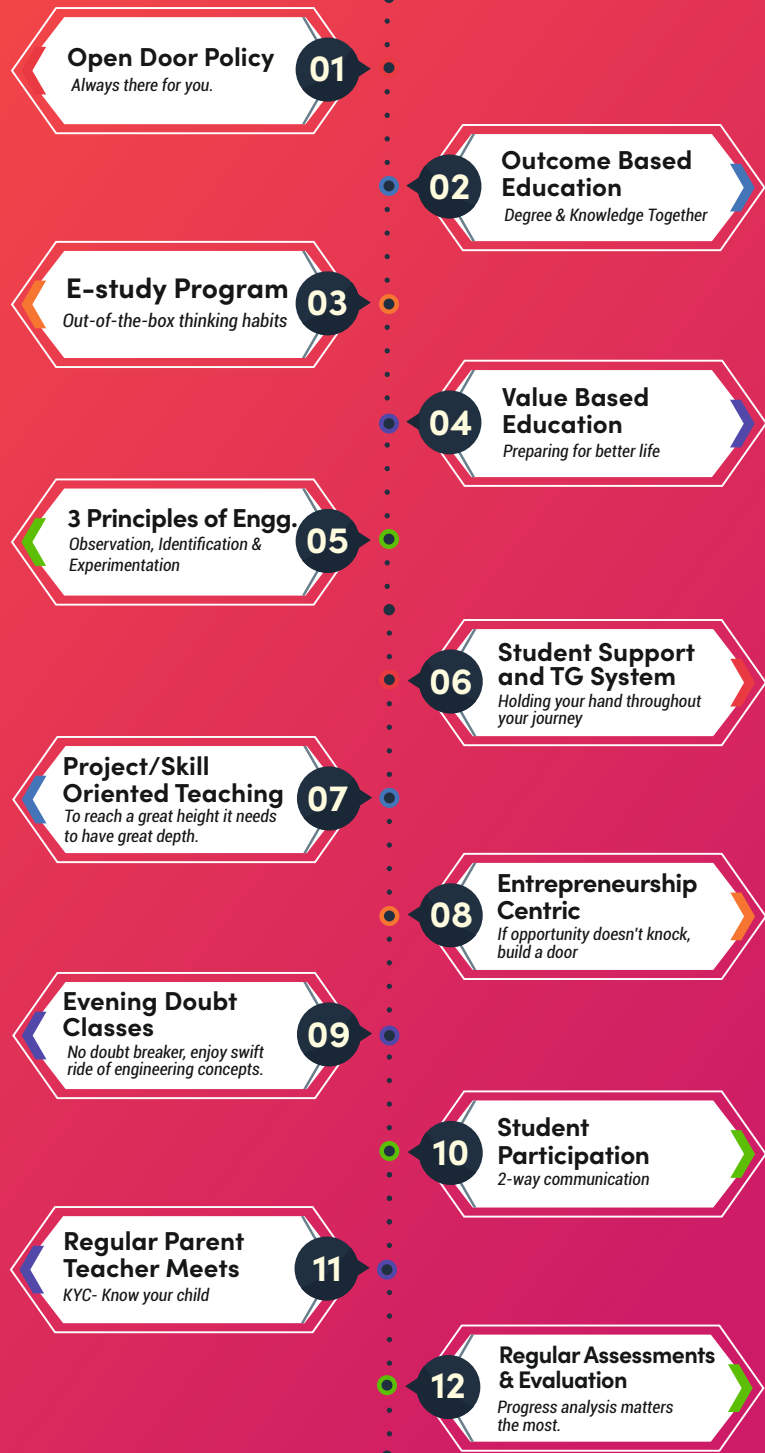 Open Door Policy
Always there for you.
01
02
Outcome Based
Education
Degree & Knowledge Together
E-study Program
Out-of-the-box thinking habits
03
04
Value Based
Education
Preparing for better life
3 Principles of Engg.
Observation, Identification &
Experimentation
05
06
Student Support
and TG System
Holding your hand throughout
your journey
Project/Skill
Oriented Teaching
To reach a great height it needs
to have great depth.
07
08
Entrepreneurship
Centric
If opportunity doesn't knock,
build a door
Evening Doubt
Classes
No doubt breaker, enjoy swift
ride of engineering concepts.
09
10
Student
Participation
2-way communication
Regular Parent
Teacher Meets
KYC- Know your child
11
12
Regular Assessments
& Evaluation
Progress analysis matters
the most.